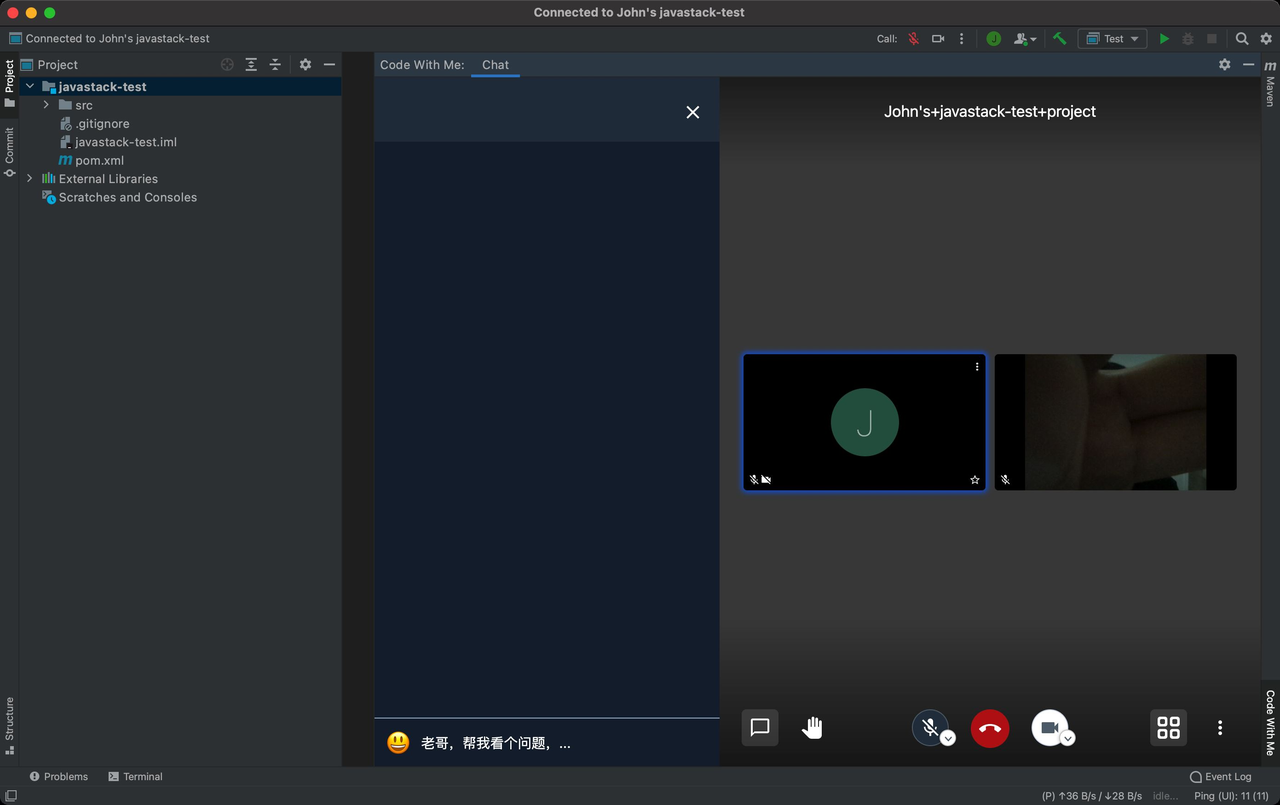 Connected to John's javastack-test
Connected to John's javastack-test
Call:
J
Test
Project
Code With Me:
Chat
Project
Commit
Structure
javastack-test
src
.gitignore
javastack-test.iml
m pom.xml
External Libraries
Scratches and Consoles
John's+javastack-test+project
J
老哥，帮我看个问题，...
m
Maven
Code With Me
Problems
Terminal
Event Log
(P) ↑36 B/s / ↓28 B/s
idle...
Ping (UI): 11 (11)